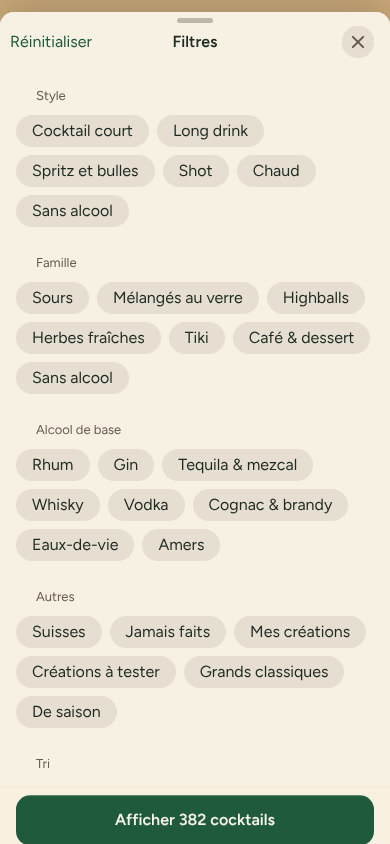 Réinitialiser Filtres
Style
Cocktail court Long drink
Spritz et bulles Shot Chaud
Sans alcool
Famille
Sours Mélangés au verre Highballs
Herbes fraîches Tiki Café & dessert
Sans alcool
Alcool de base
Rhum Gin Tequila & mezcal
Whisky Vodka Cognac & brandy
Eaux-de-vie Amers
Autres
Suisses Jamais faits Mes créations
Créations à tester Grands classiques
De saison
Tri
Afficher 382 cocktails